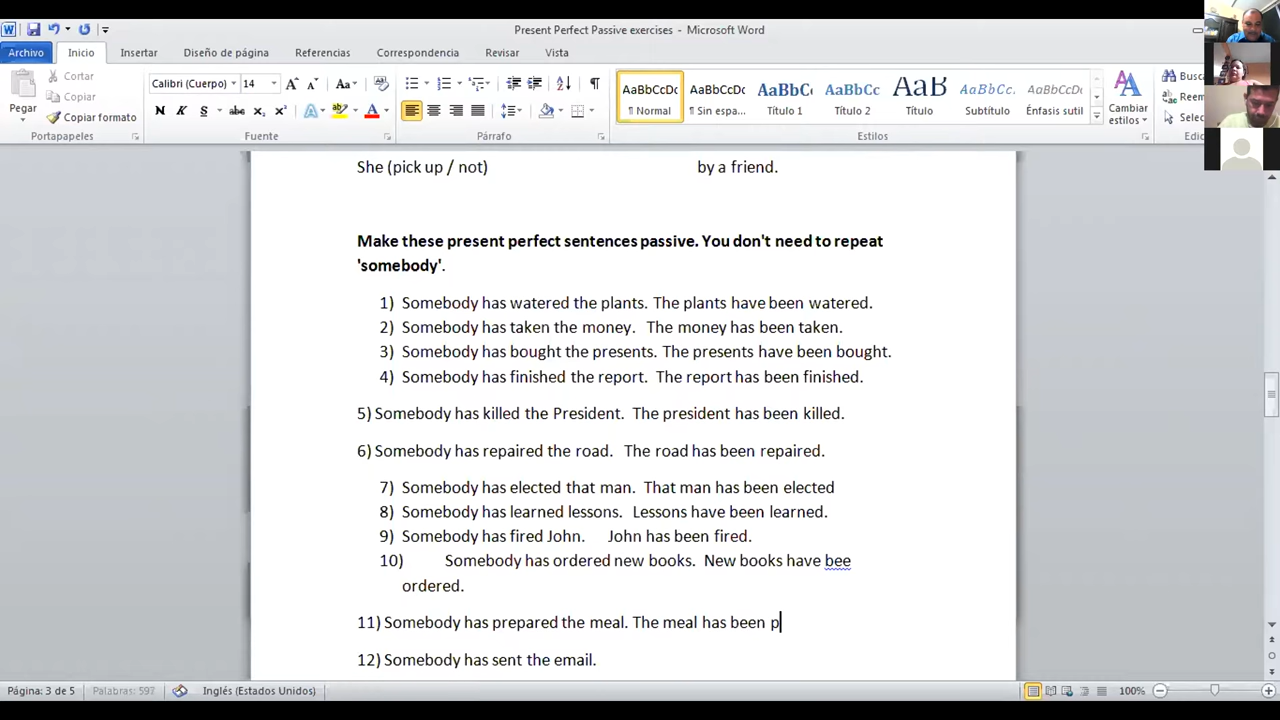 Present Perfect Passive exercises - Microsoft Word
Archivo Inicio Insertar Diseño de página Referencias Correspondencia Revisar Vista
Pegar
Cortar
Copiar
Copiar formato
Portapapeles
Calibri (Cuerpo) 14
N K S abc x₂ x²
Fuente
Párrafo
AaBbCcDc AaBbCcDc AaBbC AaBbCc AaB AaBbCc. AaBbCcDc
¶ Normal ¶ Sin espa... Título 1 Título 2 Título Subtítulo Énfasis sutil
Cambiar
estilos
Estilos
Busca
Reem
Selec
Edic
She (pick up / not) by a friend.
Make these present perfect sentences passive. You don't need to repeat
'somebody'.
1) Somebody has watered the plants. The plants have been watered.
2) Somebody has taken the money. The money has been taken.
3) Somebody has bought the presents. The presents have been bought.
4) Somebody has finished the report. The report has been finished.
5) Somebody has killed the President. The president has been killed.
6) Somebody has repaired the road. The road has been repaired.
7) Somebody has elected that man. That man has been elected
8) Somebody has learned lessons. Lessons have been learned.
9) Somebody has fired John. John has been fired.
10) Somebody has ordered new books. New books have bee
ordered.
11) Somebody has prepared the meal. The meal has been p
12) Somebody has sent the email.
Página: 3 de 5 Palabras: 597 Inglés (Estados Unidos) 100%